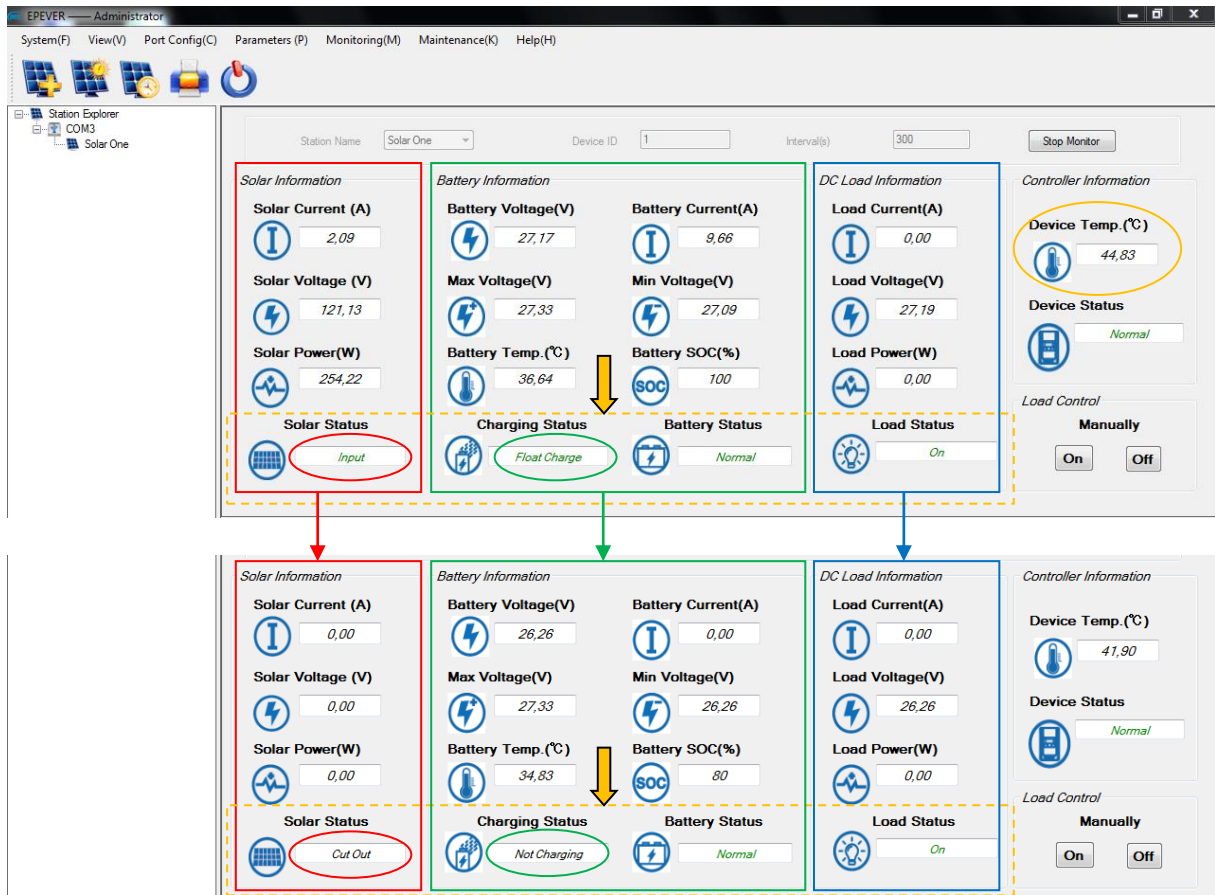 EPEVER —— Administrator
System(F) View(V) Port Config(C) Parameters (P) Monitoring(M) Maintenance(K) Help(H)
Station Explorer
COM3
Solar One
Station Name Solar One Device ID 1 Interval(s) 300 Stop Monitor
Solar Information Battery Information DC Load Information Controller Information
Solar Current (A) Battery Voltage(V) Battery Current(A) Load Current(A) Device Temp.(℃)
2,09 27,17 9,66 0,00 44,83
Solar Voltage (V) Max Voltage(V) Min Voltage(V) Load Voltage(V) Device Status
121,13 27,33 27,09 27,19 Normal
Solar Power(W) Battery Temp.(℃) Battery SOC(%) Load Power(W)
254,22 36,64 SOC 100 0,00
Load Control
Solar Status Charging Status Battery Status Load Status Manually
Input Float Charge Normal On On Off
Solar Information Battery Information DC Load Information Controller Information
Solar Current (A) Battery Voltage(V) Battery Current(A) Load Current(A) Device Temp.(℃)
0,00 26,26 0,00 0,00 41,90
Solar Voltage (V) Max Voltage(V) Min Voltage(V) Load Voltage(V) Device Status
0,00 27,33 26,26 26,26 Normal
Solar Power(W) Battery Temp.(℃) Battery SOC(%) Load Power(W)
0,00 34,83 SOC 80 0,00
Load Control
Solar Status Charging Status Battery Status Load Status Manually
Cut Out Not Charging Normal On On Off